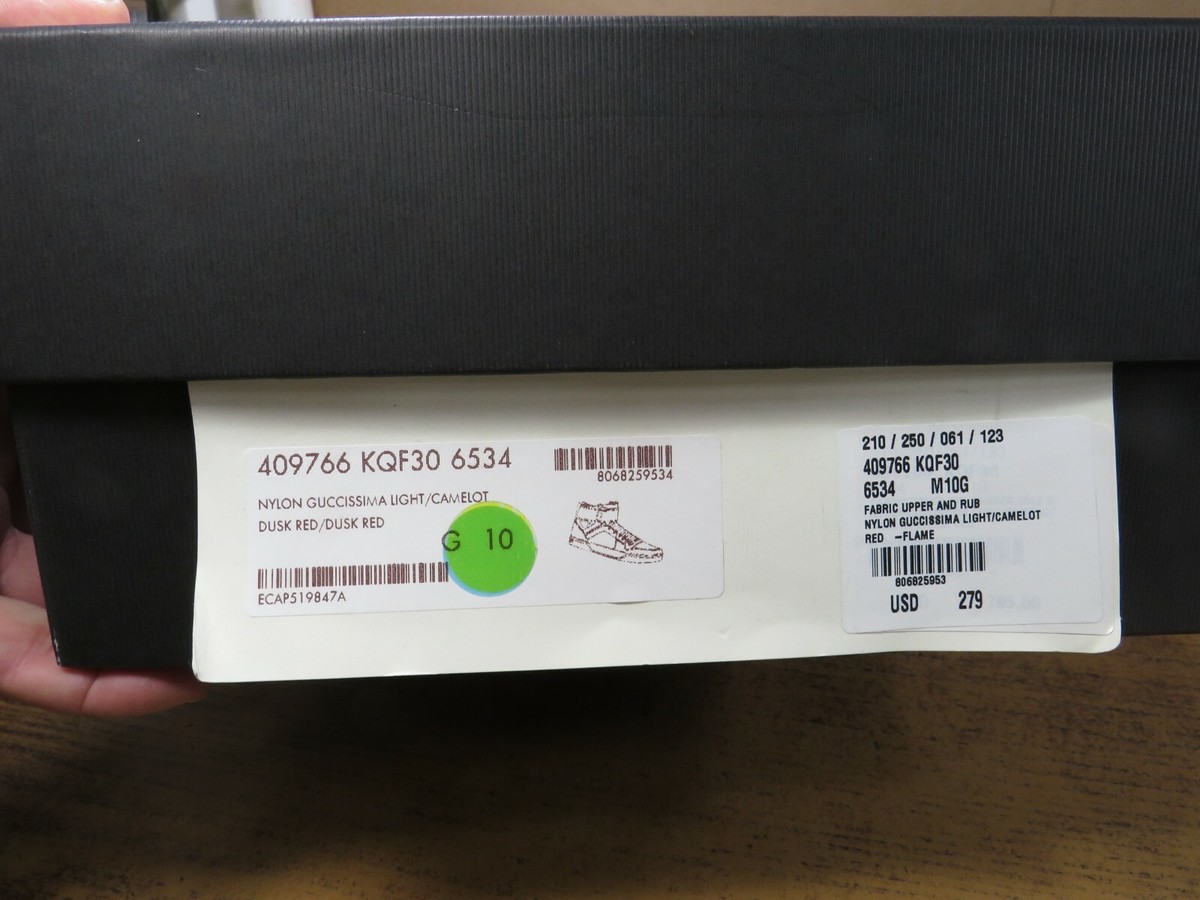 409766 KQF30 6534
8068259534
NYLON GUCCISSIMA LIGHT/CAMELOT
DUSK RED/DUSK RED
G 10
ECAP519847A
210 / 250 / 061 / 123
409766 KQF30
6534 M10G
FABRIC UPPER AND RUB
NYLON GUCCISSIMA LIGHT/CAMELOT
RED -FLAME
806825953
USD 279